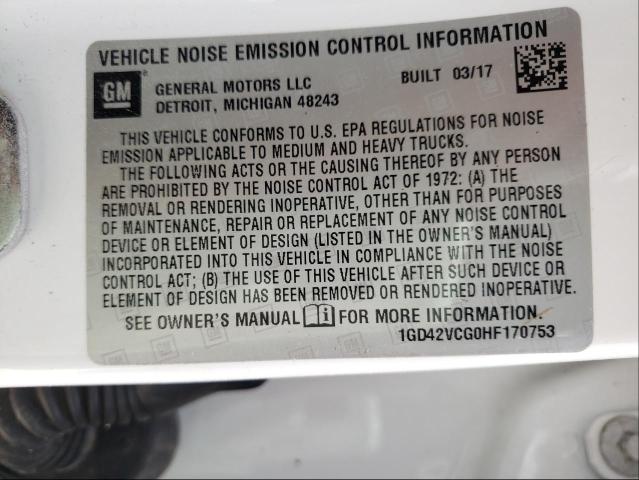 VEHICLE NOISE EMISSION CONTROL INFORMATION
GM ® GENERAL MOTORS LLC BUILT 03/17
DETROIT, MICHIGAN 48243
THIS VEHICLE CONFORMS TO U.S. EPA REGULATIONS FOR NOISE
EMISSION APPLICABLE TO MEDIUM AND HEAVY TRUCKS.
THE FOLLOWING ACTS OR THE CAUSING THEREOF BY ANY PERSON
ARE PROHIBITED BY THE NOISE CONTROL ACT OF 1972: (A) THE
REMOVAL OR RENDERING INOPERATIVE, OTHER THAN FOR PURPOSES
OF MAINTENANCE, REPAIR OR REPLACEMENT OF ANY NOISE CONTROL
DEVICE OR ELEMENT OF DESIGN (LISTED IN THE OWNER'S MANUAL)
INCORPORATED INTO THIS VEHICLE IN COMPLIANCE WITH THE NOISE
CONTROL ACT; (B) THE USE OF THIS VEHICLE AFTER SUCH DEVICE OR
ELEMENT OF DESIGN HAS BEEN REMOVED OR RENDERED INOPERATIVE.
SEE OWNER'S MANUAL i FOR MORE INFORMATION.
1GD42VCG0HF170753